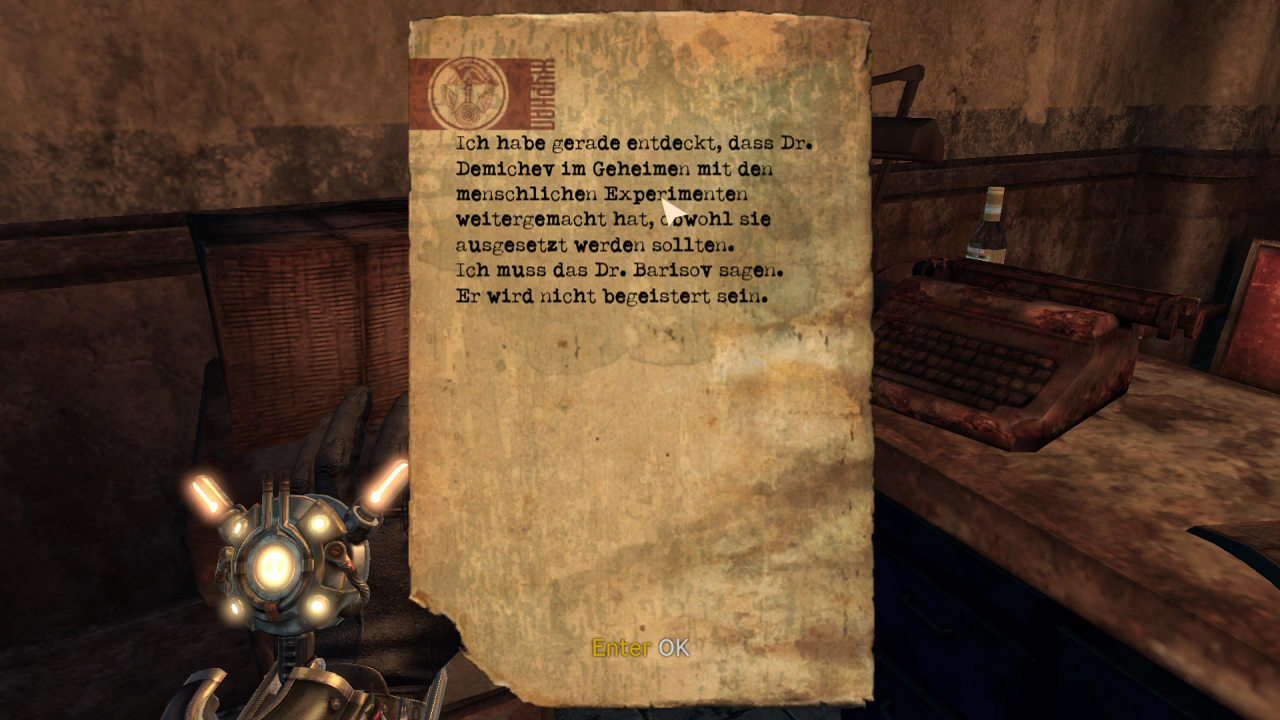 Ich habe gerade entdeckt, dass Dr.
Demichev im Geheimen mit den
menschlichen Experimenten
weitergemacht hat, obwohl sie
ausgesetzt werden sollten.
Ich muss das Dr. Barisov sagen.
Er wird nicht begeistert sein.
Enter OK